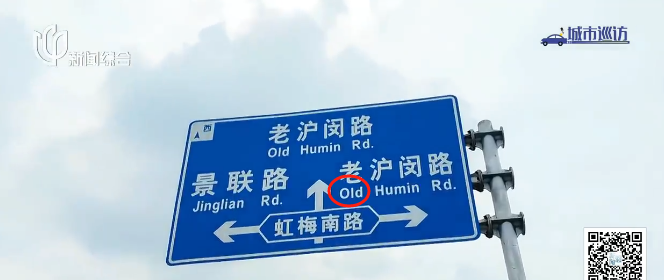 新闻综合
城市巡访
西
老沪闵路
Old Humin Rd.
景联路
Jinglian Rd.
老沪闵路
Old Humin Rd.
虹梅南路